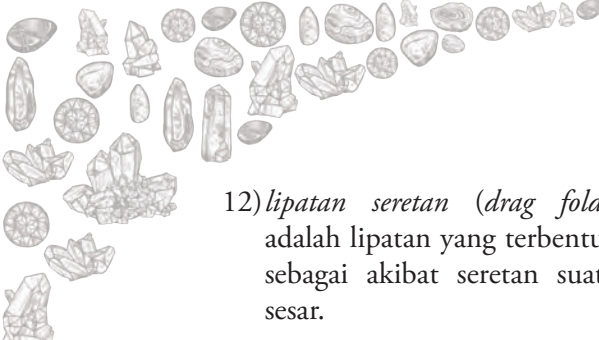 12) lipatan seretan (drag fold
adalah lipatan yang terbentu
sebagai akibat seretan suat
sesar.